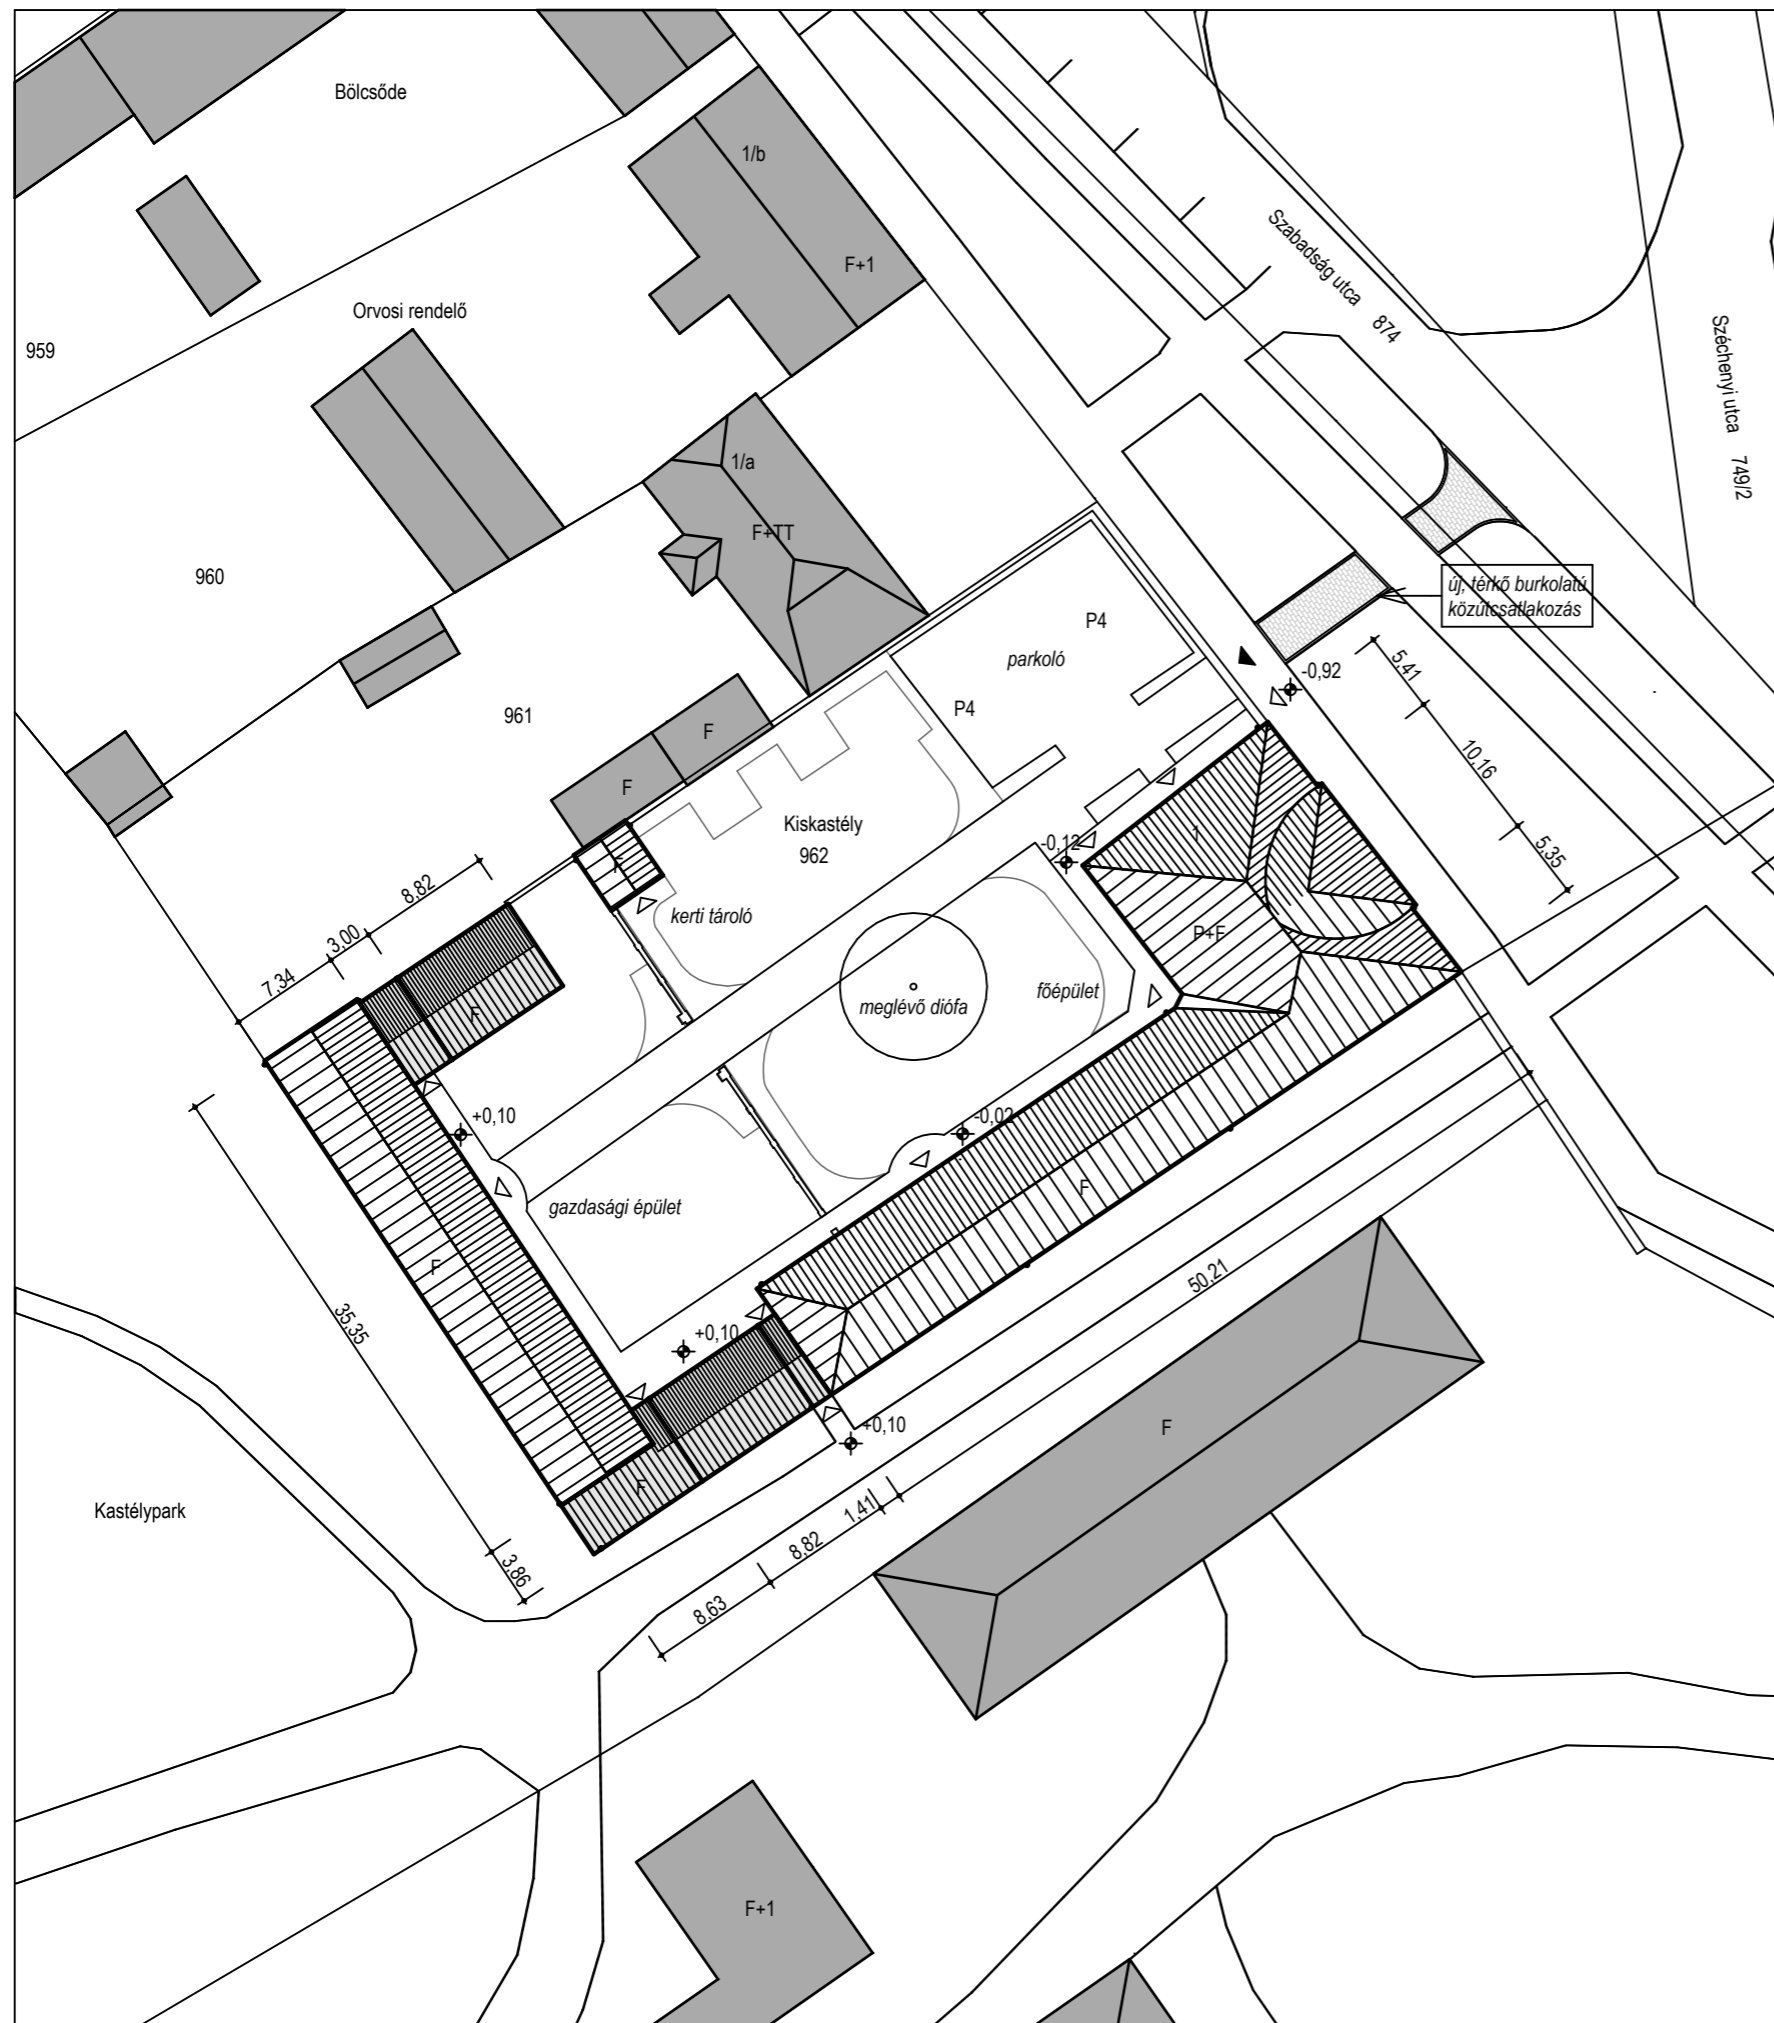 Bölcsőde
1/b
F+1
Szabadság utca 874
Széchenyi utca 749/2
Orvosi rendelő
959
1/a
F+TT
960
új, térkő burkolatú
közútcsatlakozás
P4
parkoló
P4
-0,92
5,41
10,16
5,35
961
F
F
Kiskastély
962
1
-0,12
F
kerti tároló
8,82
3,00
7,34
P+F
főépület
meglévő diófa
F
+0,10
-0,02
F
gazdasági épület
F
50,21
35,35
+0,10
+0,10
F
F
Kastélypark
1,41
8,82
8,63
3,86
F+1